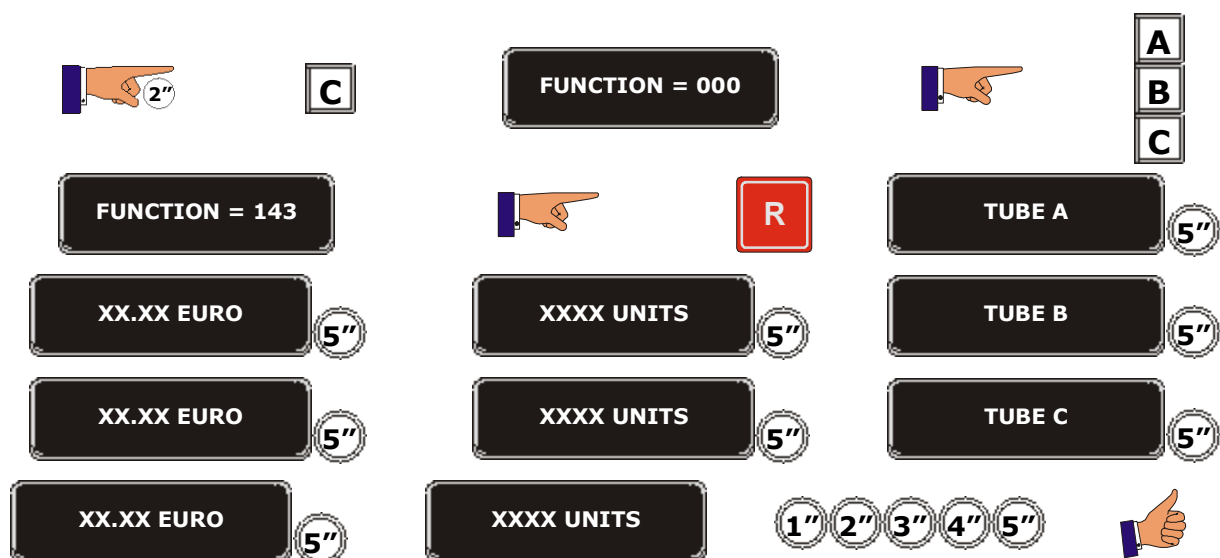 2″ C FUNCTION = 000 A
B
C
FUNCTION = 143 R TUBE A 5″
XX.XX EURO 5″ XXXX UNITS 5″ TUBE B 5″
XX.XX EURO 5″ XXXX UNITS 5″ TUBE C 5″
XX.XX EURO 5″ XXXX UNITS 1″ 2″ 3″ 4″ 5″